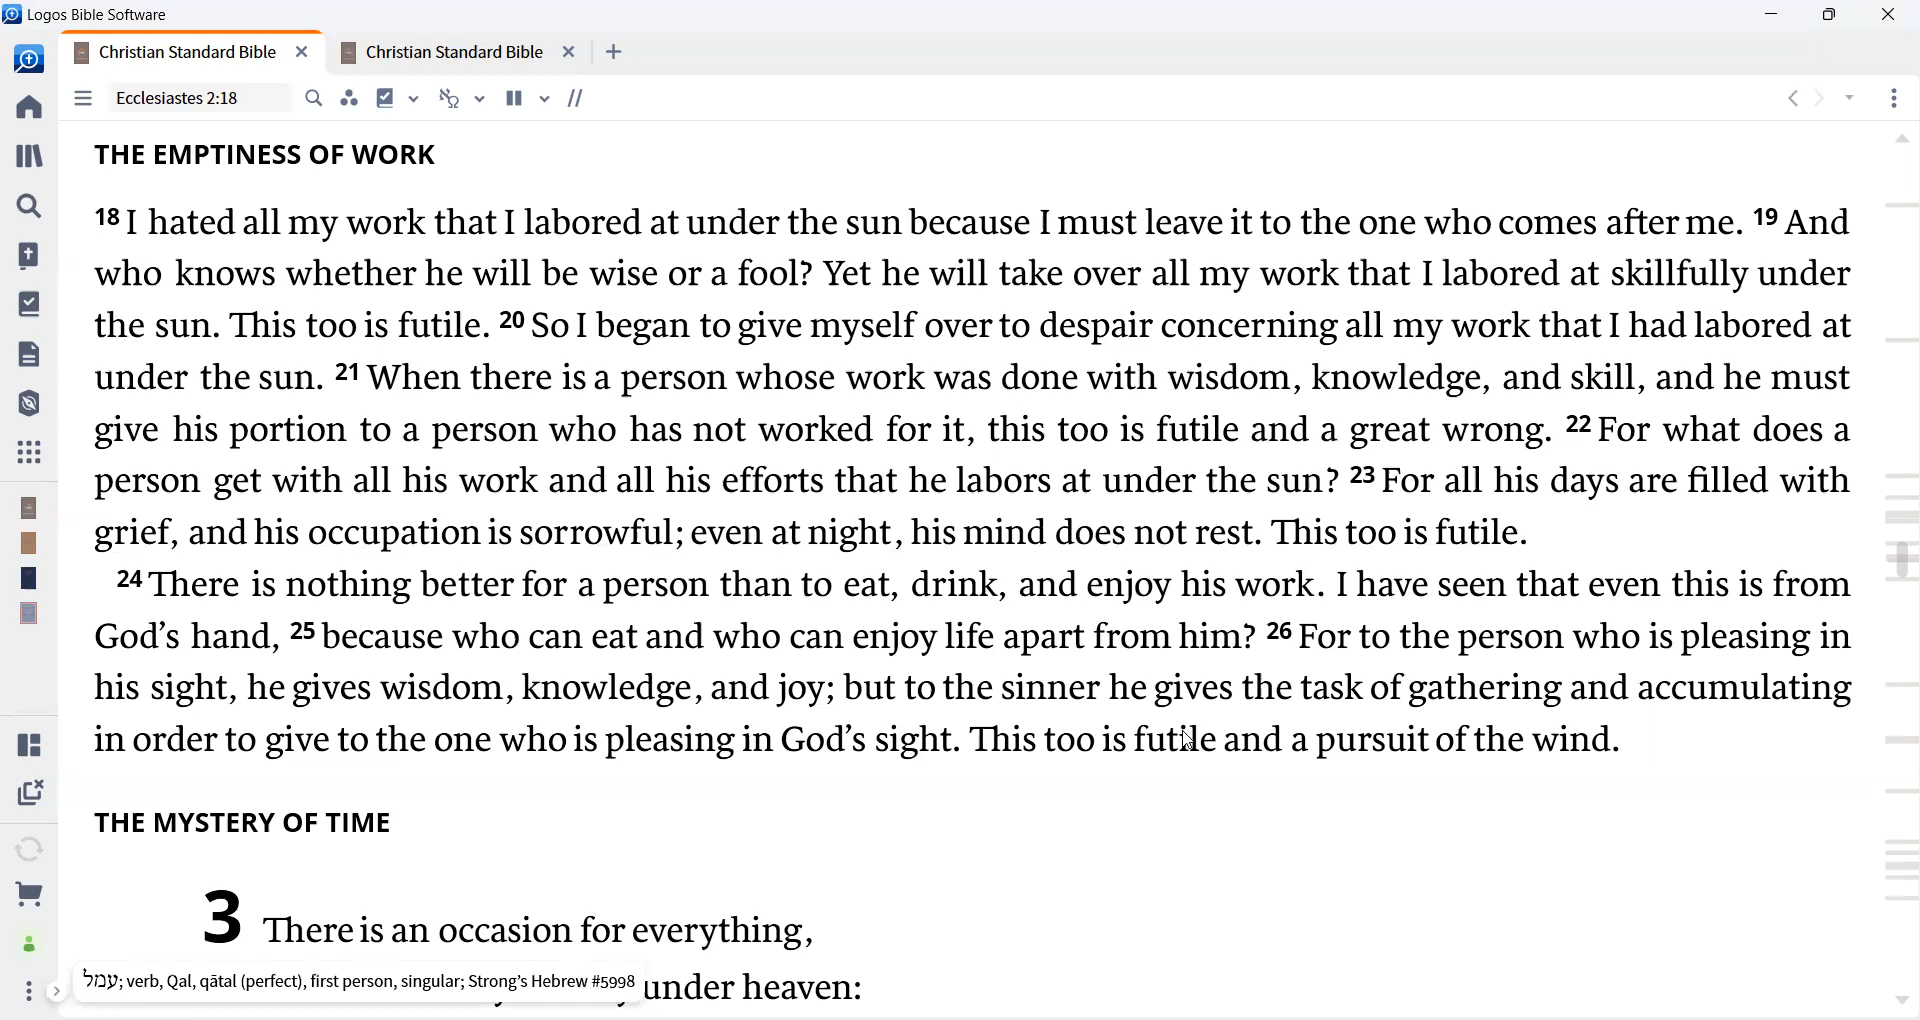 Logos Bible Software
Christian Standard Bible
Christian Standard Bible
Ecclesiastes 2:18
THE EMPTINESS OF WORK
18 I hated all my work that I labored at under the sun because I must leave it to the one who comes after me. 19 And
who knows whether he will be wise or a fool? Yet he will take over all my work that I labored at skillfully under
the sun. This too is futile. 20 So I began to give myself over to despair concerning all my work that I had labored at
under the sun. 21 When there is a person whose work was done with wisdom, knowledge, and skill, and he must
give his portion to a person who has not worked for it, this too is futile and a great wrong. 22 For what does a
person get with all his work and all his efforts that he labors at under the sun? 23 For all his days are filled with
grief, and his occupation is sorrowful; even at night, his mind does not rest. This too is futile.
24 There is nothing better for a person than to eat, drink, and enjoy his work. I have seen that even this is from
God’s hand, 25 because who can eat and who can enjoy life apart from him? 26 For to the person who is pleasing in
his sight, he gives wisdom, knowledge, and joy; but to the sinner he gives the task of gathering and accumulating
in order to give to the one who is pleasing in God’s sight. This too is futile and a pursuit of the wind.
THE MYSTERY OF TIME
3 There is an occasion for everything,
under heaven:
עמל; verb, Qal, qātal (perfect), first person, singular; Strong’s Hebrew #5998